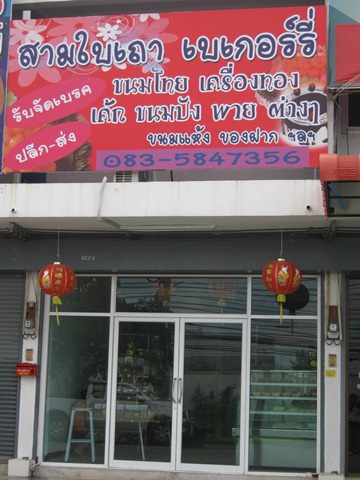 สามใบเถา เบเกอร์รี่
ขนมไทย เครื่องทอง
รับจัดเบรค
เค้ก ขนมปัง พาย ต่างๆ
ปลีก-ส่ง
ขนมแห้ง ของฝาก ฯลฯ
083-5847356